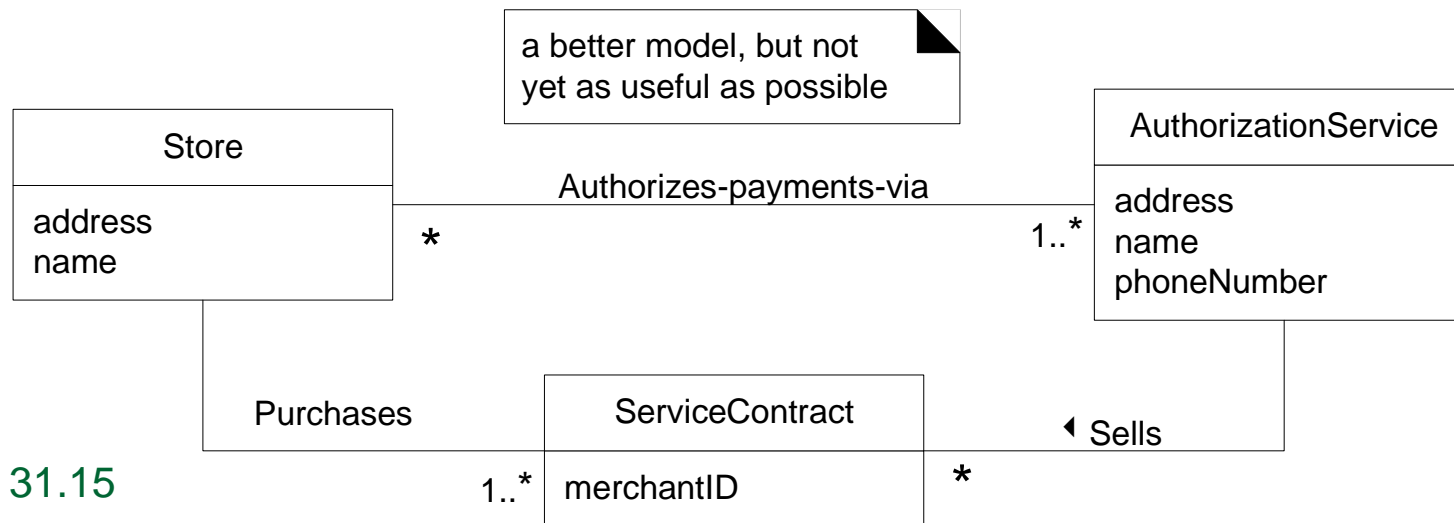 a better model, but not
yet as useful as possible
Store
address
name
Authorizes-payments-via
*
1..*
AuthorizationService
address
name
phoneNumber
Purchases
1..*
ServiceContract
merchantID
Sells
*
31.15